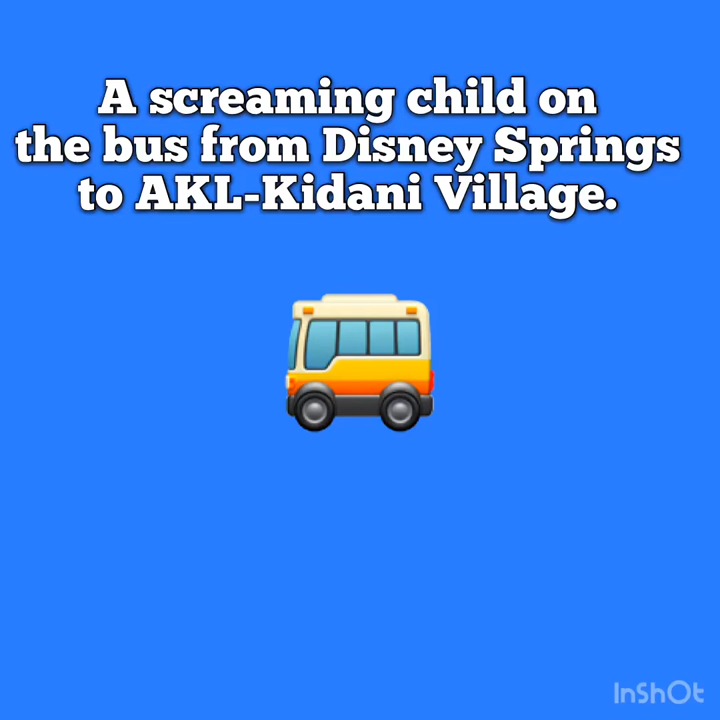 A screaming child on
the bus from Disney Springs
to AKL-Kidani Village.
InShOt